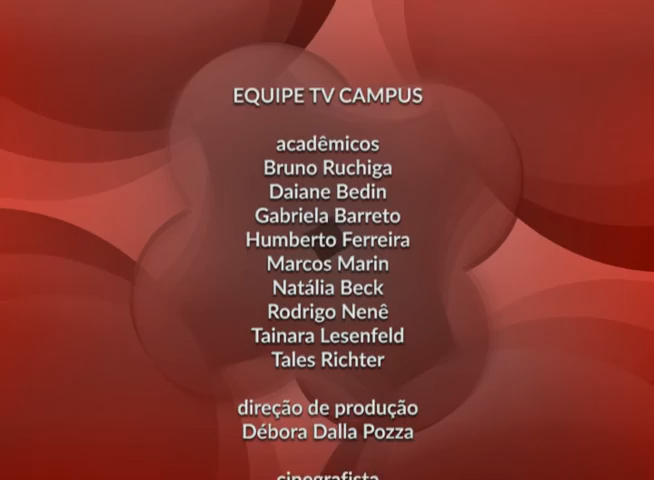 EQUIPE TV CAMPUS
acadêmicos
Bruno Ruchiga
Daiane Bedin
Gabriela Barreto
Humberto Ferreira
Marcos Marin
Natália Beck
Rodrigo Nenê
Tainara Lesenfeld
Tales Richter
direção de produção
Débora Dalla Pozza
cinegrafista